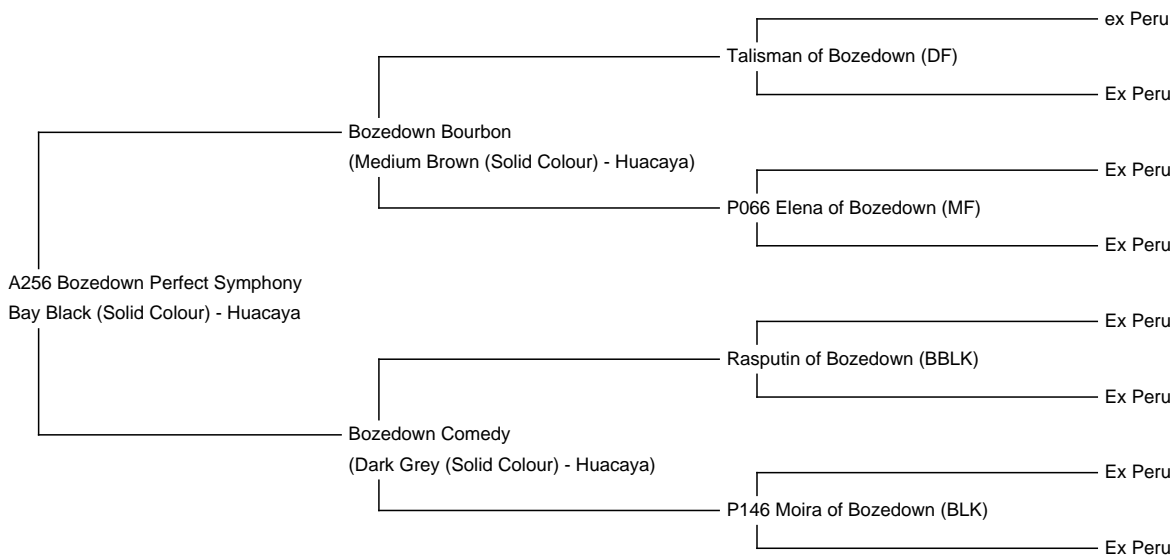 ex Peru
Talisman of Bozedown (DF)
Ex Peru
Bozedown Bourbon
(Medium Brown (Solid Colour) - Huacaya)
Ex Peru
P066 Elena of Bozedown (MF)
Ex Peru
A256 Bozedown Perfect Symphony
Bay Black (Solid Colour) - Huacaya
Ex Peru
Rasputin of Bozedown (BBLK)
Ex Peru
Bozedown Comedy
(Dark Grey (Solid Colour) - Huacaya)
Ex Peru
P146 Moira of Bozedown (BLK)
Ex Peru